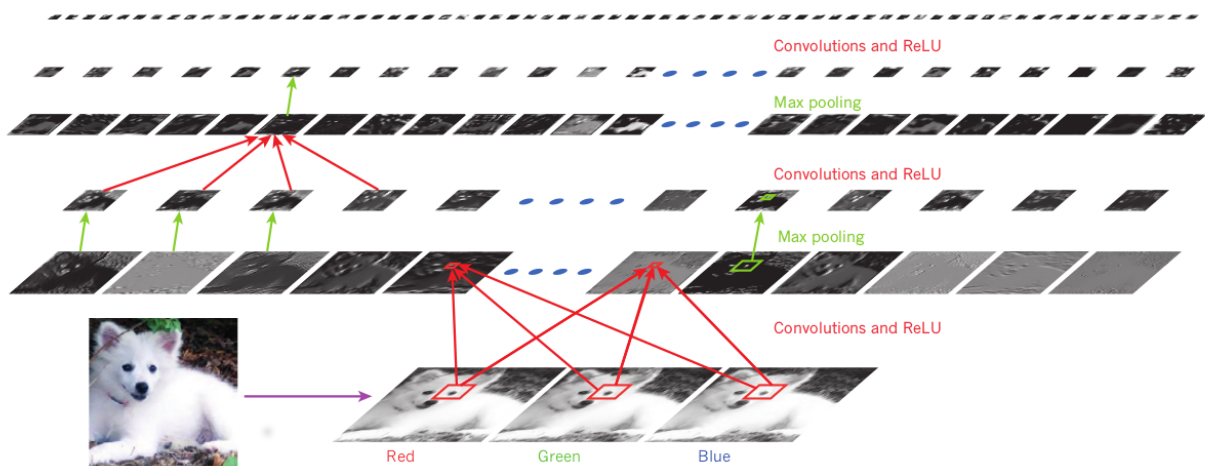 Convolutions and ReLU
Max pooling
Convolutions and ReLU
Max pooling
Convolutions and ReLU
Red
Green
Blue